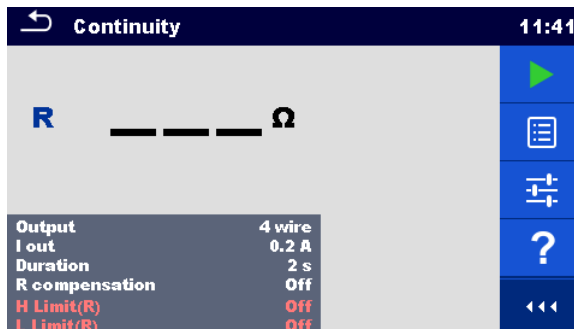 Continuity 11:41
R _ _ _ Ω
Output 4 wire
I out 0.2 A
Duration 2 s
R compensation Off
H Limit(R) Off
L Limit(R) Off
?